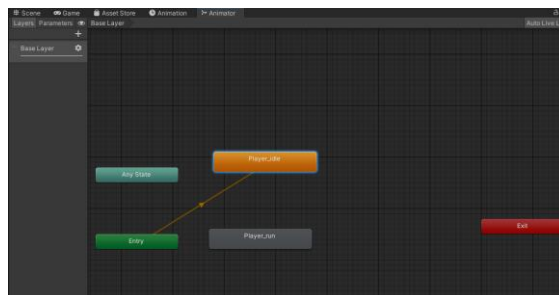 Scene Game Asset Store Animation Animator
Layers Parameters Base Layer Auto Live L
Base Layer
Player_idle
Any State
Exit
Entry Player_run